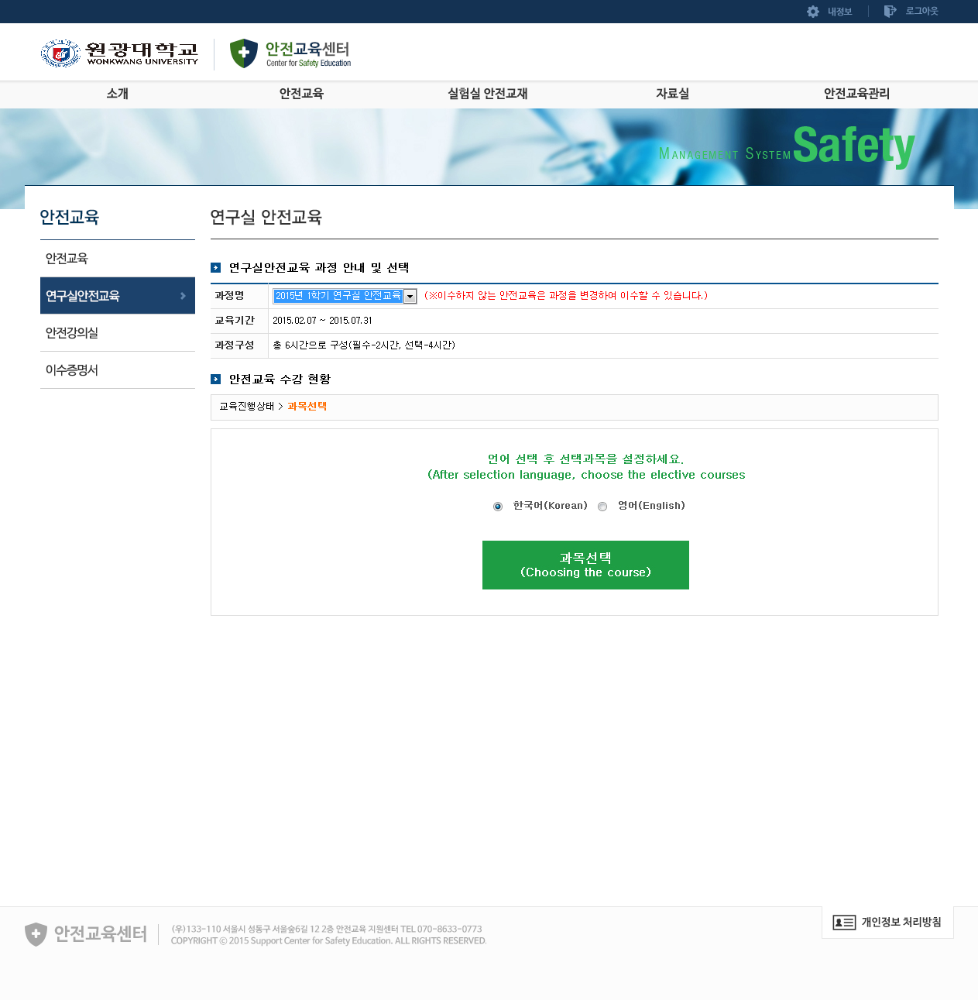 내정보
로그아웃
원광대학교
WONKWANG UNIVERSITY
안전교육센터
Center for Safety Education
소개
안전교육
실험실 안전교재
자료실
안전교육관리
MANAGEMENT SYSTEM Safety
안전교육
안전교육
연구실안전교육
안전강의실
이수증명서
연구실 안전교육
연구실안전교육 과정 안내 및 선택
과정명 2015년 1학기 연구실 안전교육 (※이수하지 않는 안전교육은 과정을 변경하여 이수할 수 있습니다.)
교육기간 2015.02.07 ~ 2015.07.31
과정구성 총 6시간으로 구성(필수-2시간, 선택-4시간)
안전교육 수강 현황
교육진행상태 > 과목선택
언어 선택 후 선택과목을 설정하세요.
(After selection language, choose the elective courses
한국어(Korean) 영어(English)
과목선택
(Choosing the course)
안전교육센터
(우)133-110 서울시 성동구 서울숲6길 12 2층 안전교육 지원센터 TEL 070-8633-0773
COPYRIGHT ⓒ 2015 Support Center for Safety Education. ALL RIGHTS RESERVED.
개인정보 처리방침